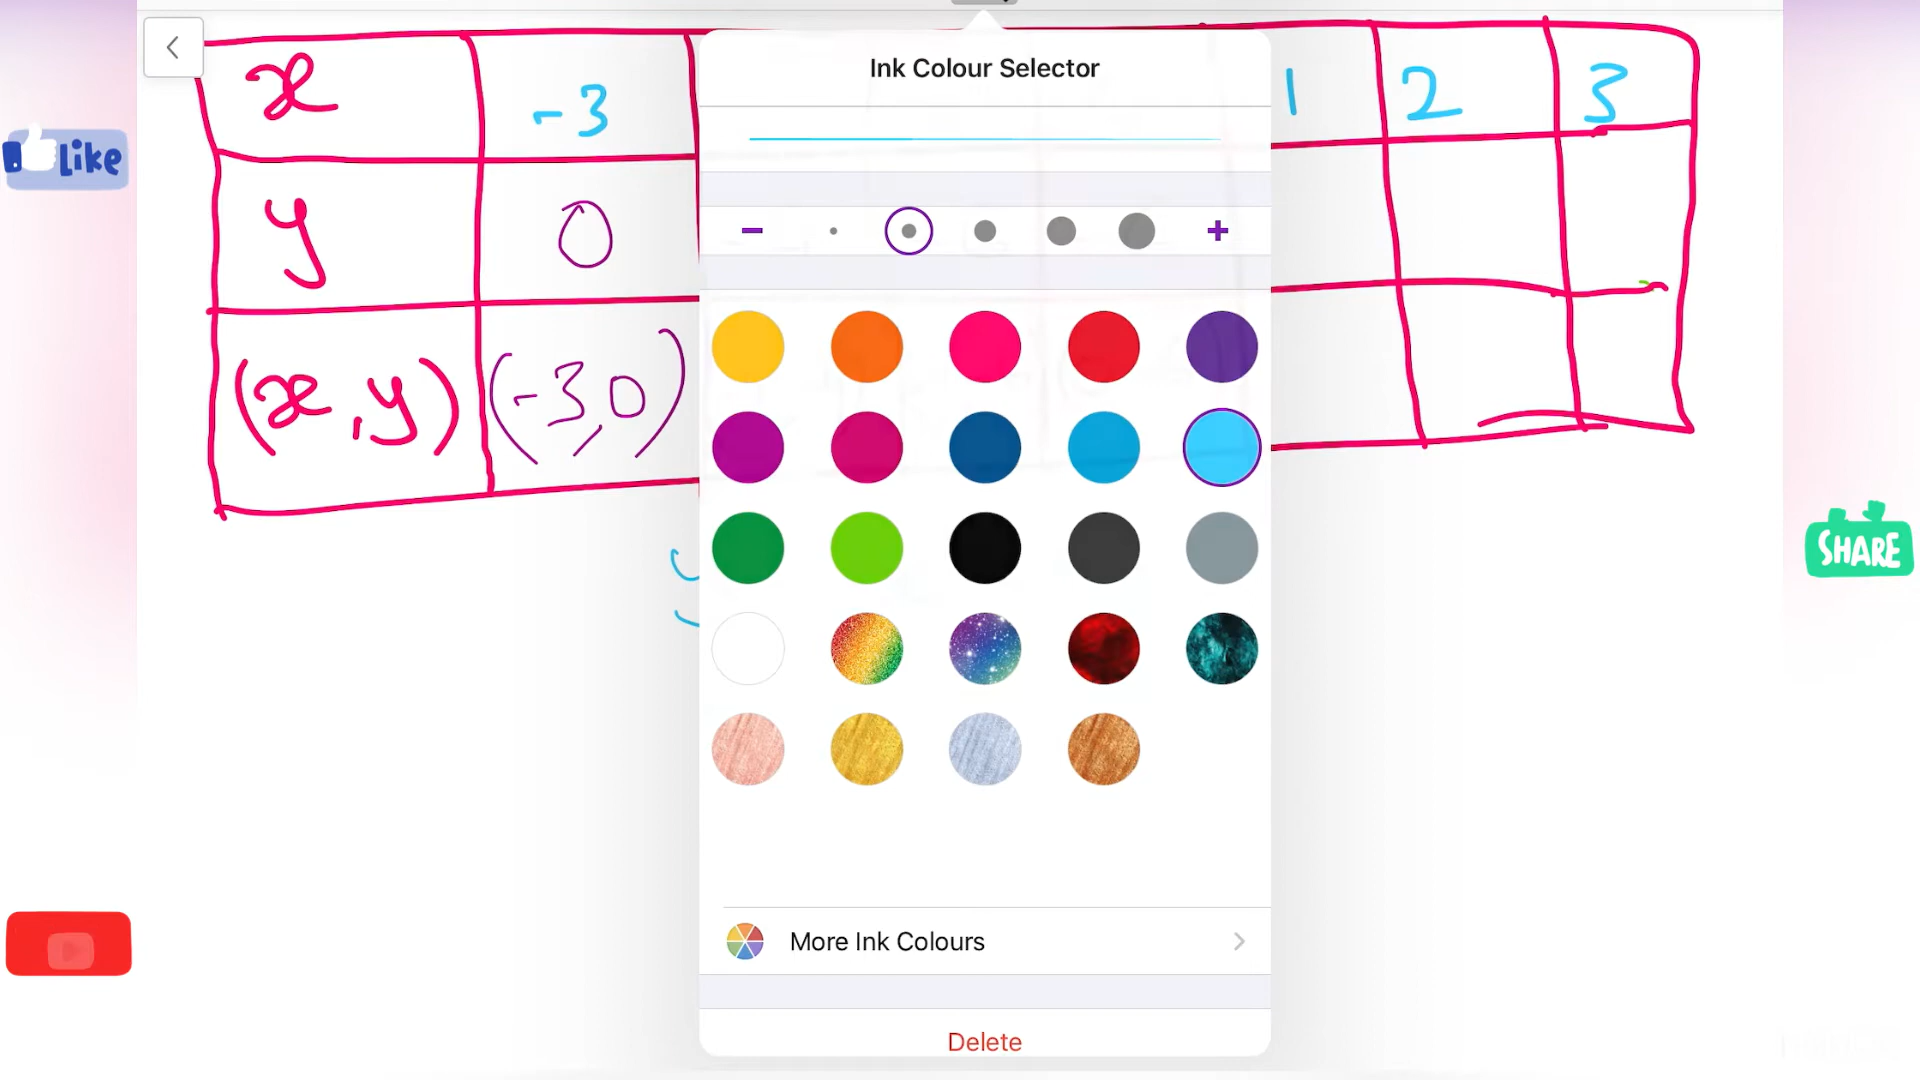 Ink Colour Selector
x -3 1 2 3
Like
y 0
(x,y) (-3,0)
SHARE
More Ink Colours
Delete